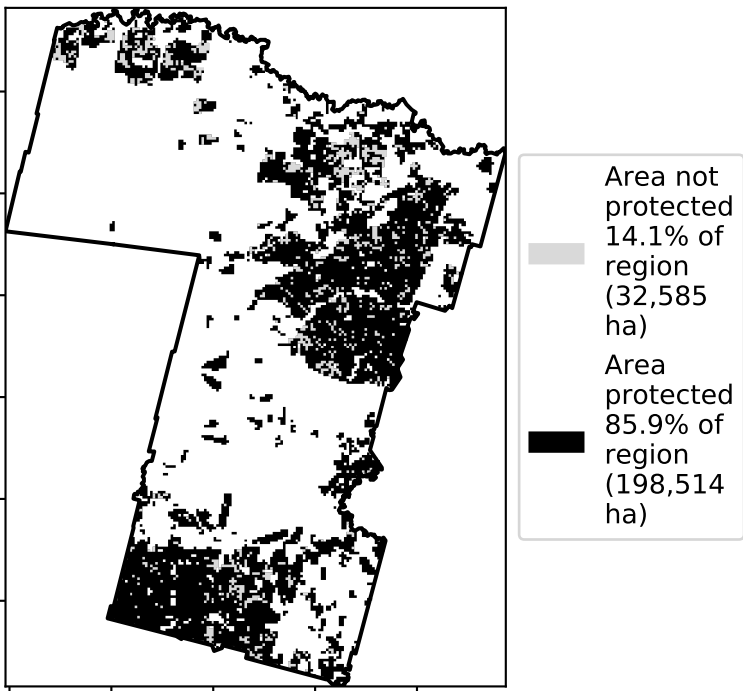 Area not
protected
14.1% of
region
(32,585
ha)
Area
protected
85.9% of
region
(198,514
ha)